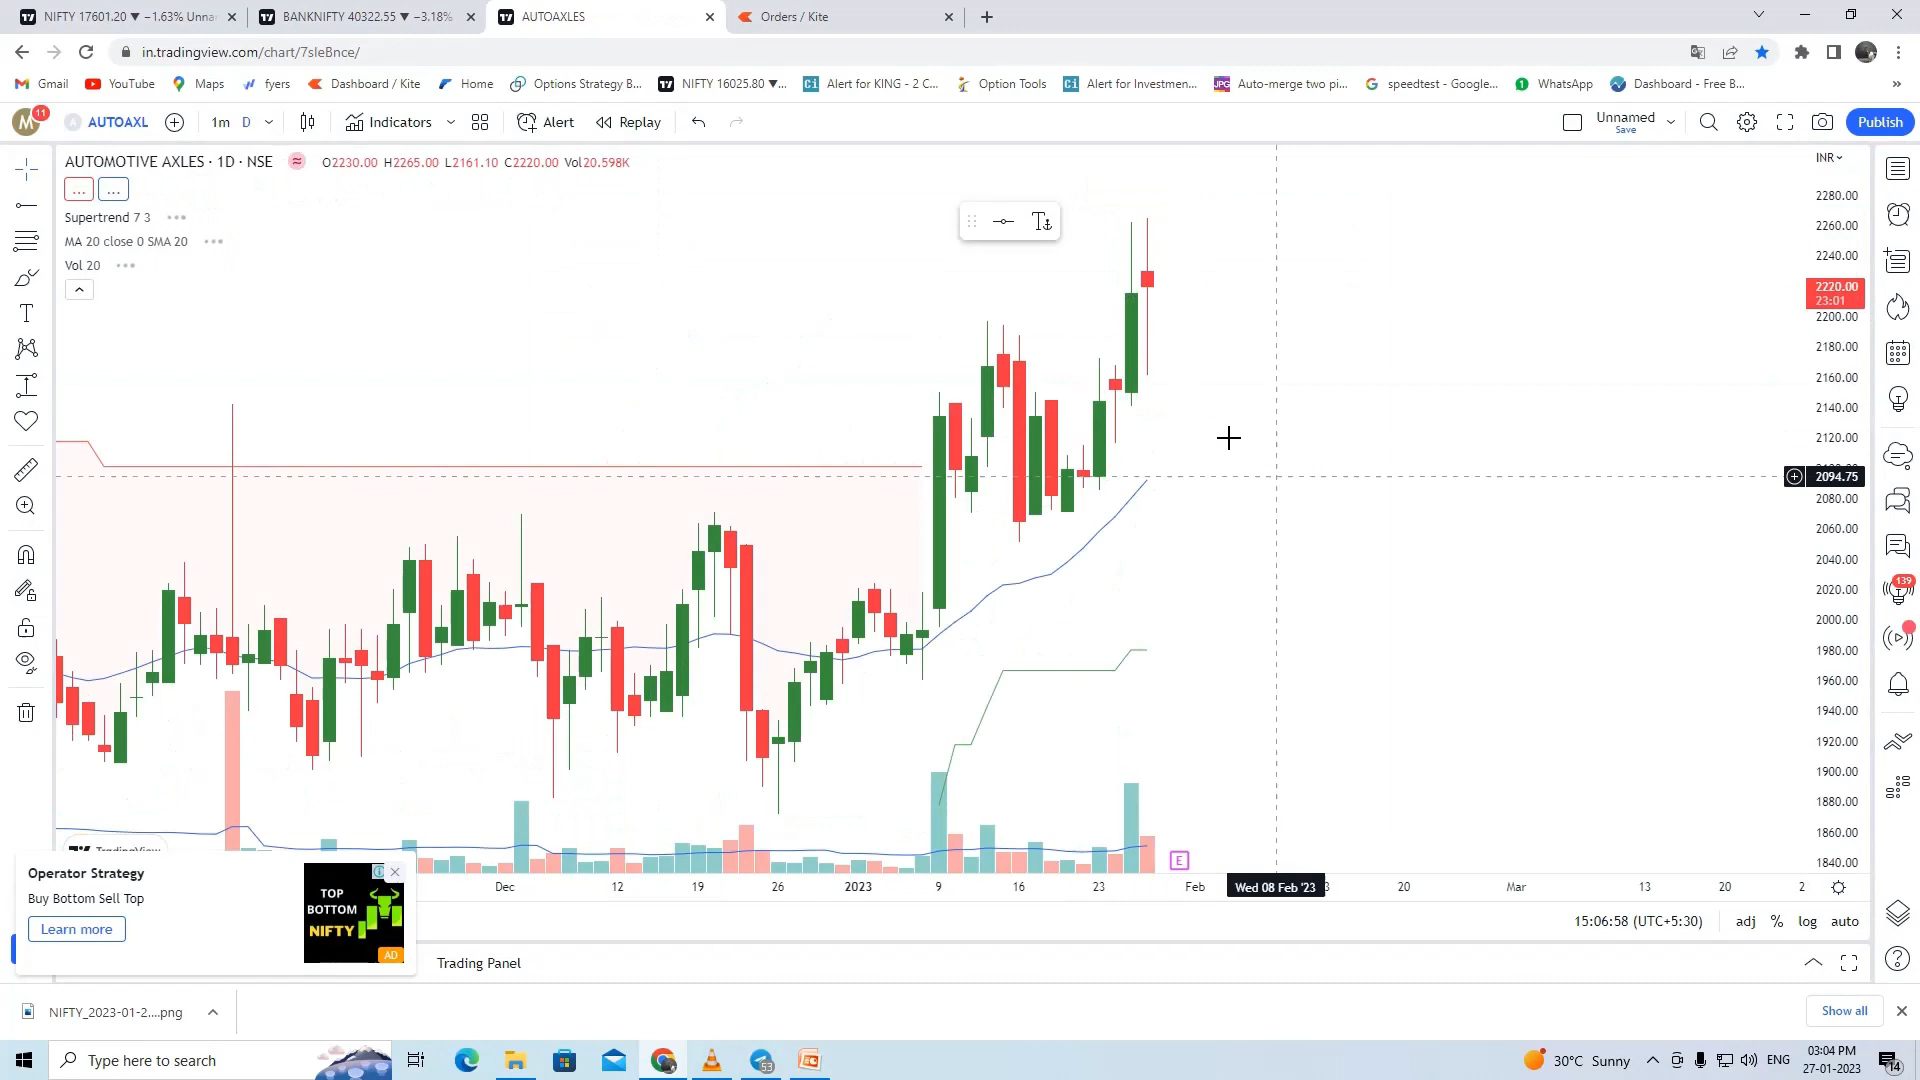 NIFTY 17601.20 ▼ −1.63% Unnar
BANKNIFTY 40322.55 ▼ −3.18%
AUTOAXLES
Orders / Kite
in.tradingview.com/chart/7sleBnce/
Gmail YouTube Maps fyers Dashboard / Kite Home Options Strategy B... NIFTY 16025.80 ▼... Alert for KING - 2 C... Option Tools Alert for Investmen... Auto-merge two pi... speedtest - Google... WhatsApp Dashboard - Free B... »
M 11 A AUTOAXL 1m D Indicators Alert Replay Unnamed Save Publish
AUTOMOTIVE AXLES · 1D · NSE O2230.00 H2265.00 L2161.10 C2220.00 Vol20.598K
INR
... ...
Supertrend 7 3 •••
MA 20 close 0 SMA 20 •••
Vol 20 •••
2280.00
2260.00
2240.00
2220.00
23:01
2200.00
2180.00
2160.00
2140.00
2120.00
2094.75
2080.00
2060.00
2040.00
2020.00
2000.00
1980.00
1960.00
1940.00
1920.00
1900.00
1880.00
1860.00
1840.00
139
E
TradingView
Dec 12 19 26 2023 9 16 23 Feb Wed 08 Feb '23 3 20 Mar 13 20 2
Operator Strategy
Buy Bottom Sell Top
Learn more
TOP
BOTTOM
NIFTY
AD
15:06:58 (UTC+5:30) adj % log auto
Trading Panel
NIFTY_2023-01-2....png
Show all
Type here to search
53
30°C Sunny
ENG
03:04 PM
27-01-2023
14